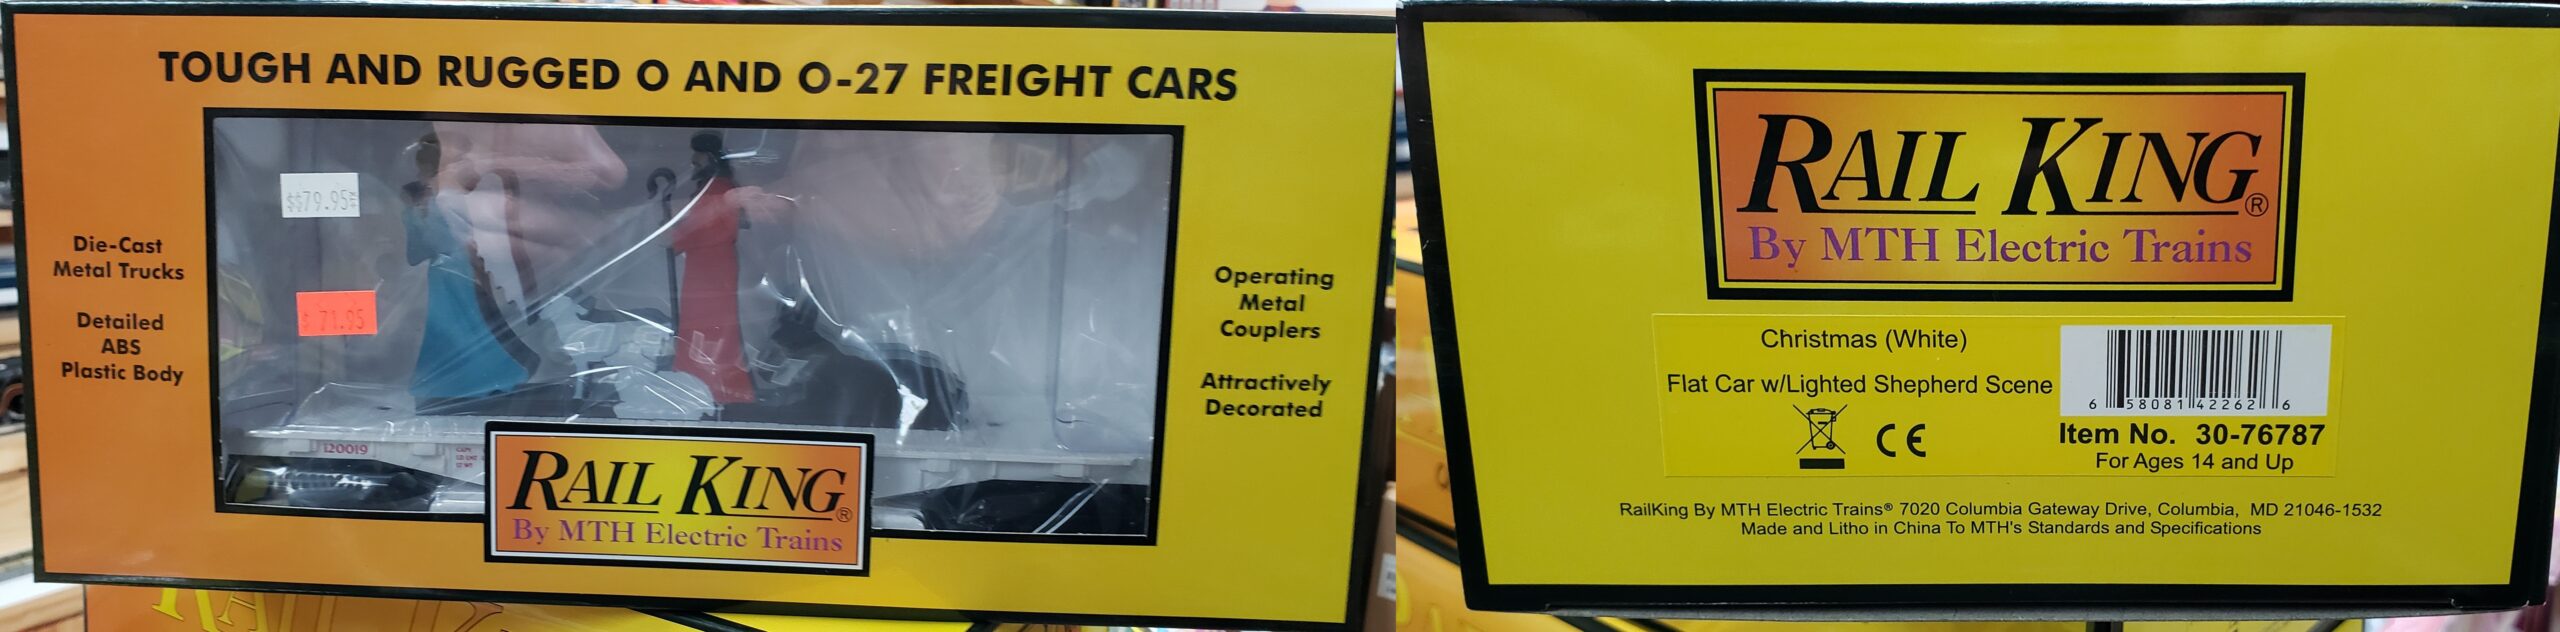 TOUGH AND RUGGED O AND O-27 FREIGHT CARS
$$79.95
$71.95
Die-Cast
Metal Trucks
Detailed
ABS
Plastic Body
Operating
Metal
Couplers
Attractively
Decorated
120019
RAIL KING®
By MTH Electric Trains
RAIL KING®
By MTH Electric Trains
Christmas (White)
Flat Car w/Lighted Shepherd Scene
CE
6 58081 42262 6
Item No. 30-76787
For Ages 14 and Up
RailKing By MTH Electric Trains® 7020 Columbia Gateway Drive, Columbia, MD 21046-1532
Made and Litho in China To MTH's Standards and Specifications